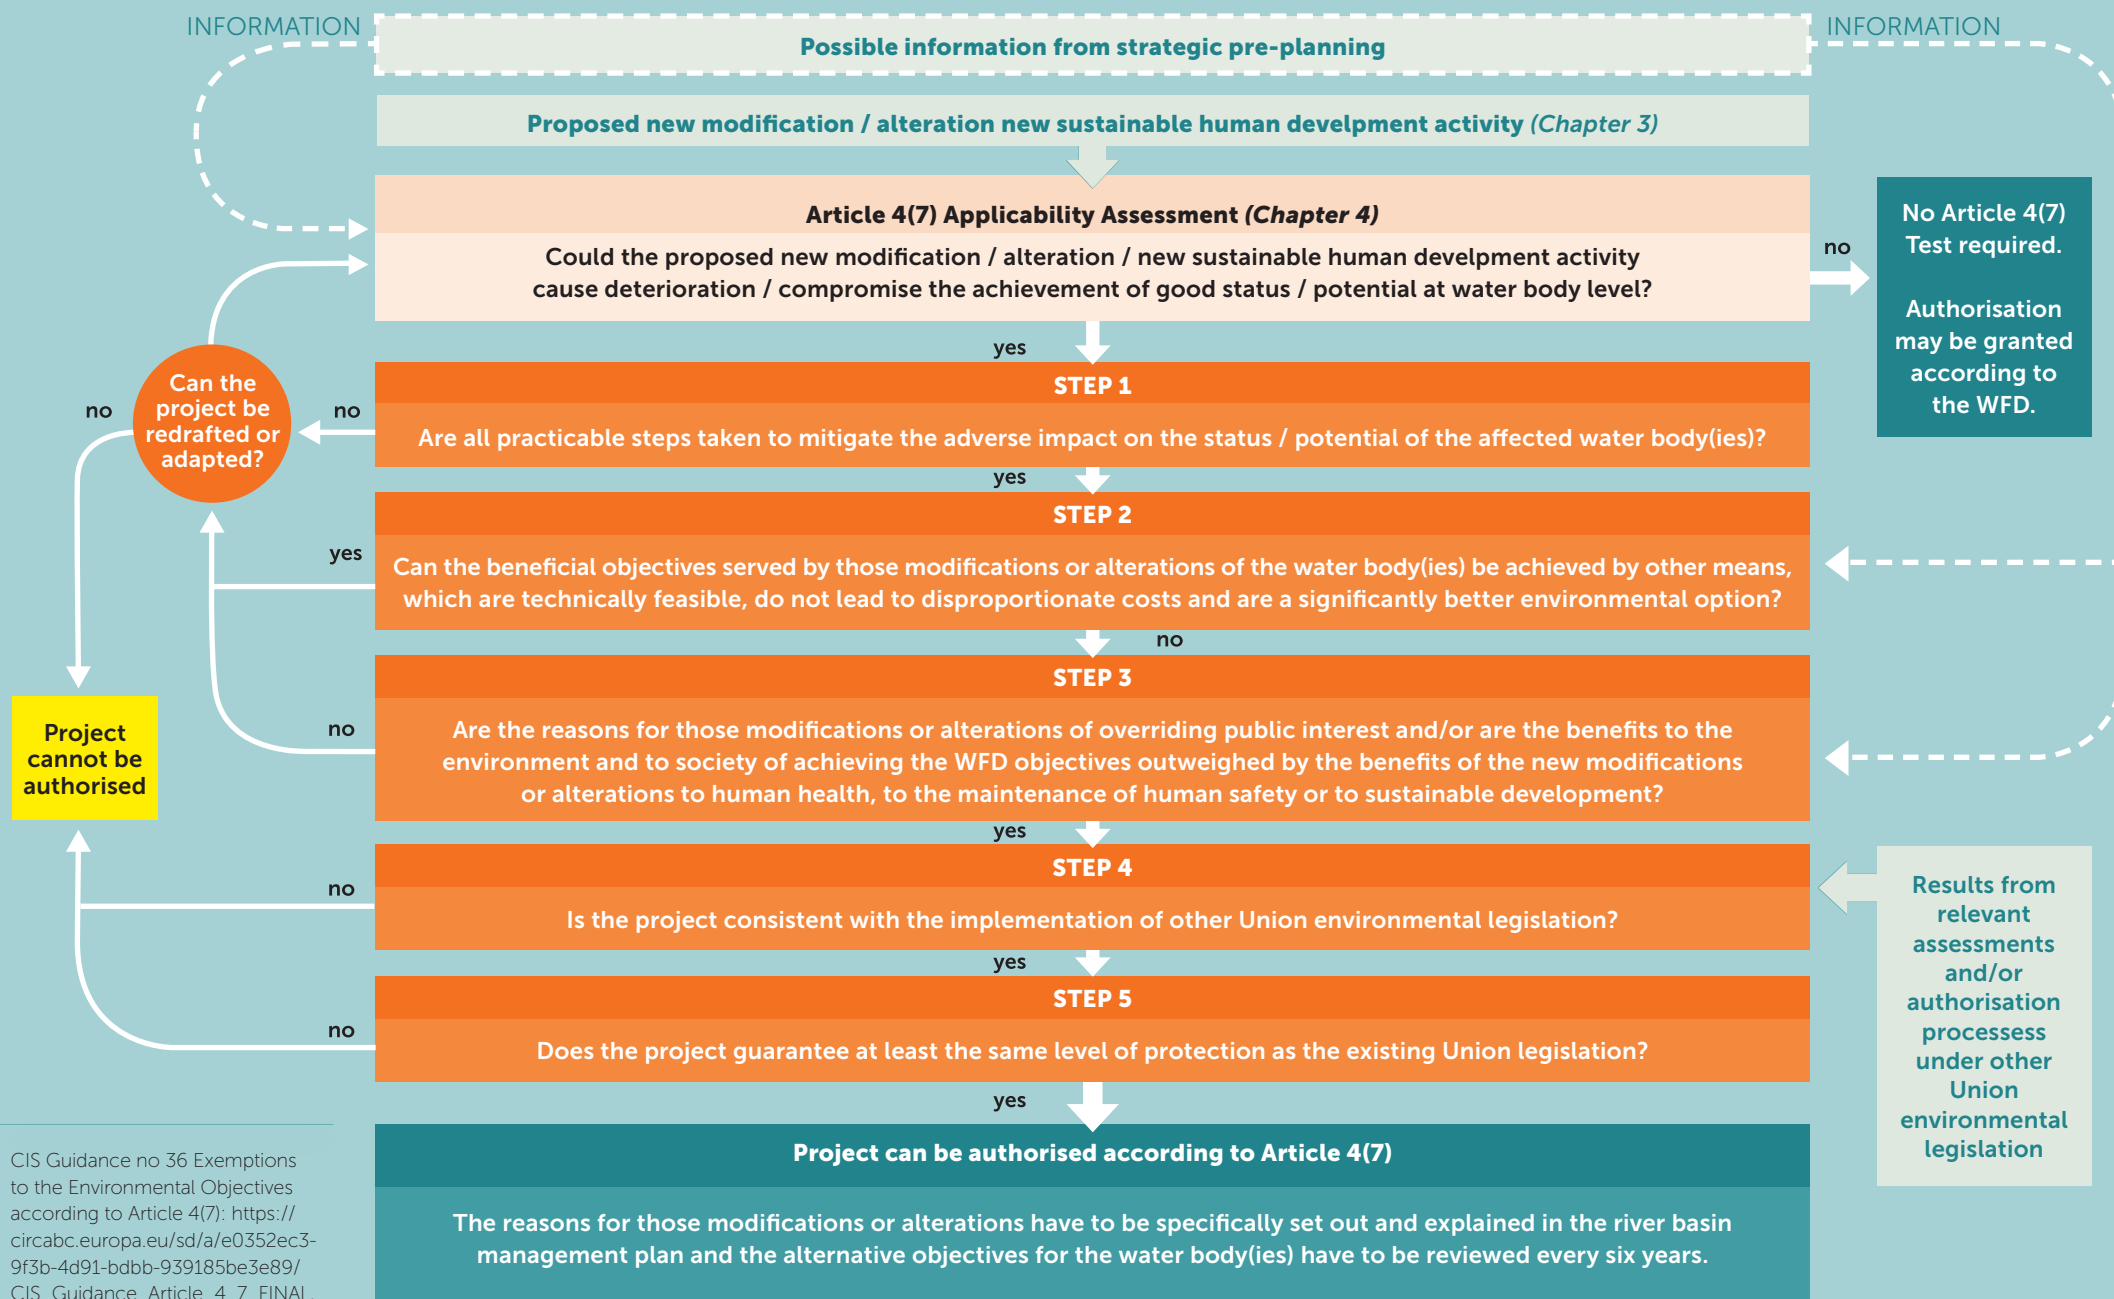 INFORMATION
Possible information from strategic pre-planning
INFORMATION
Proposed new modification / alteration new sustainable human develpment activity (Chapter 3)
Article 4(7) Applicability Assessment (Chapter 4)
Could the proposed new modification / alteration / new sustainable human develpment activity
cause deterioration / compromise the achievement of good status / potential at water body level?
no
No Article 4(7)
Test required.
Authorisation
may be granted
according to
the WFD.
yes
STEP 1
Are all practicable steps taken to mitigate the adverse impact on the status / potential of the affected water body(ies)?
no
Can the
project be
redrafted or
adapted?
no
yes
STEP 2
Can the beneficial objectives served by those modifications or alterations of the water body(ies) be achieved by other means,
which are technically feasible, do not lead to disproportionate costs and are a significantly better environmental option?
yes
no
STEP 3
Are the reasons for those modifications or alterations of overriding public interest and/or are the benefits to the
environment and to society of achieving the WFD objectives outweighed by the benefits of the new modifications
or alterations to human health, to the maintenance of human safety or to sustainable development?
no
Project
cannot be
authorised
yes
STEP 4
Is the project consistent with the implementation of other Union environmental legislation?
no
Results from
relevant
assessments
and/or
authorisation
processess
under other
Union
environmental
legislation
yes
STEP 5
Does the project guarantee at least the same level of protection as the existing Union legislation?
no
yes
Project can be authorised according to Article 4(7)
The reasons for those modifications or alterations have to be specifically set out and explained in the river basin
management plan and the alternative objectives for the water body(ies) have to be reviewed every six years.
CIS Guidance no 36 Exemptions
to the Environmental Objectives
according to Article 4(7): https://
circabc.europa.eu/sd/a/e0352ec3-
9f3b-4d91-bdbb-939185be3e89/
CIS_Guidance_Article_4_7_FINAL.